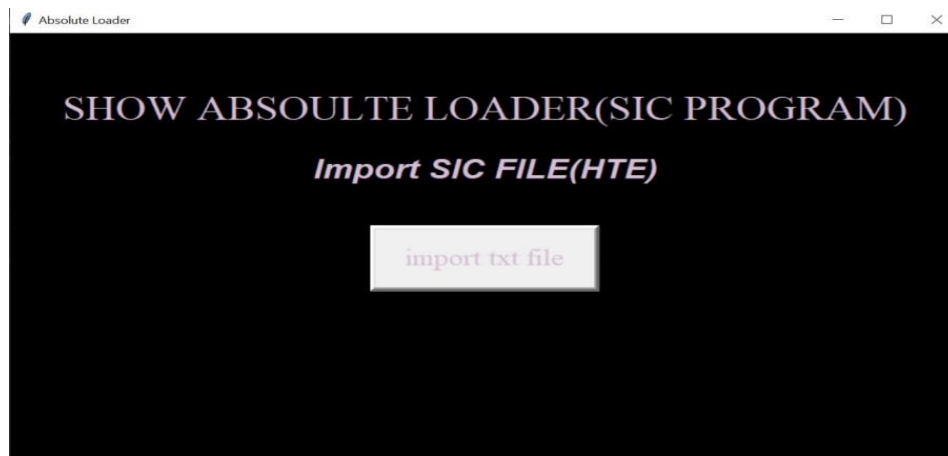 Absolute Loader
SHOW ABSOULTE LOADER(SIC PROGRAM)
Import SIC FILE(HTE)
import txt file